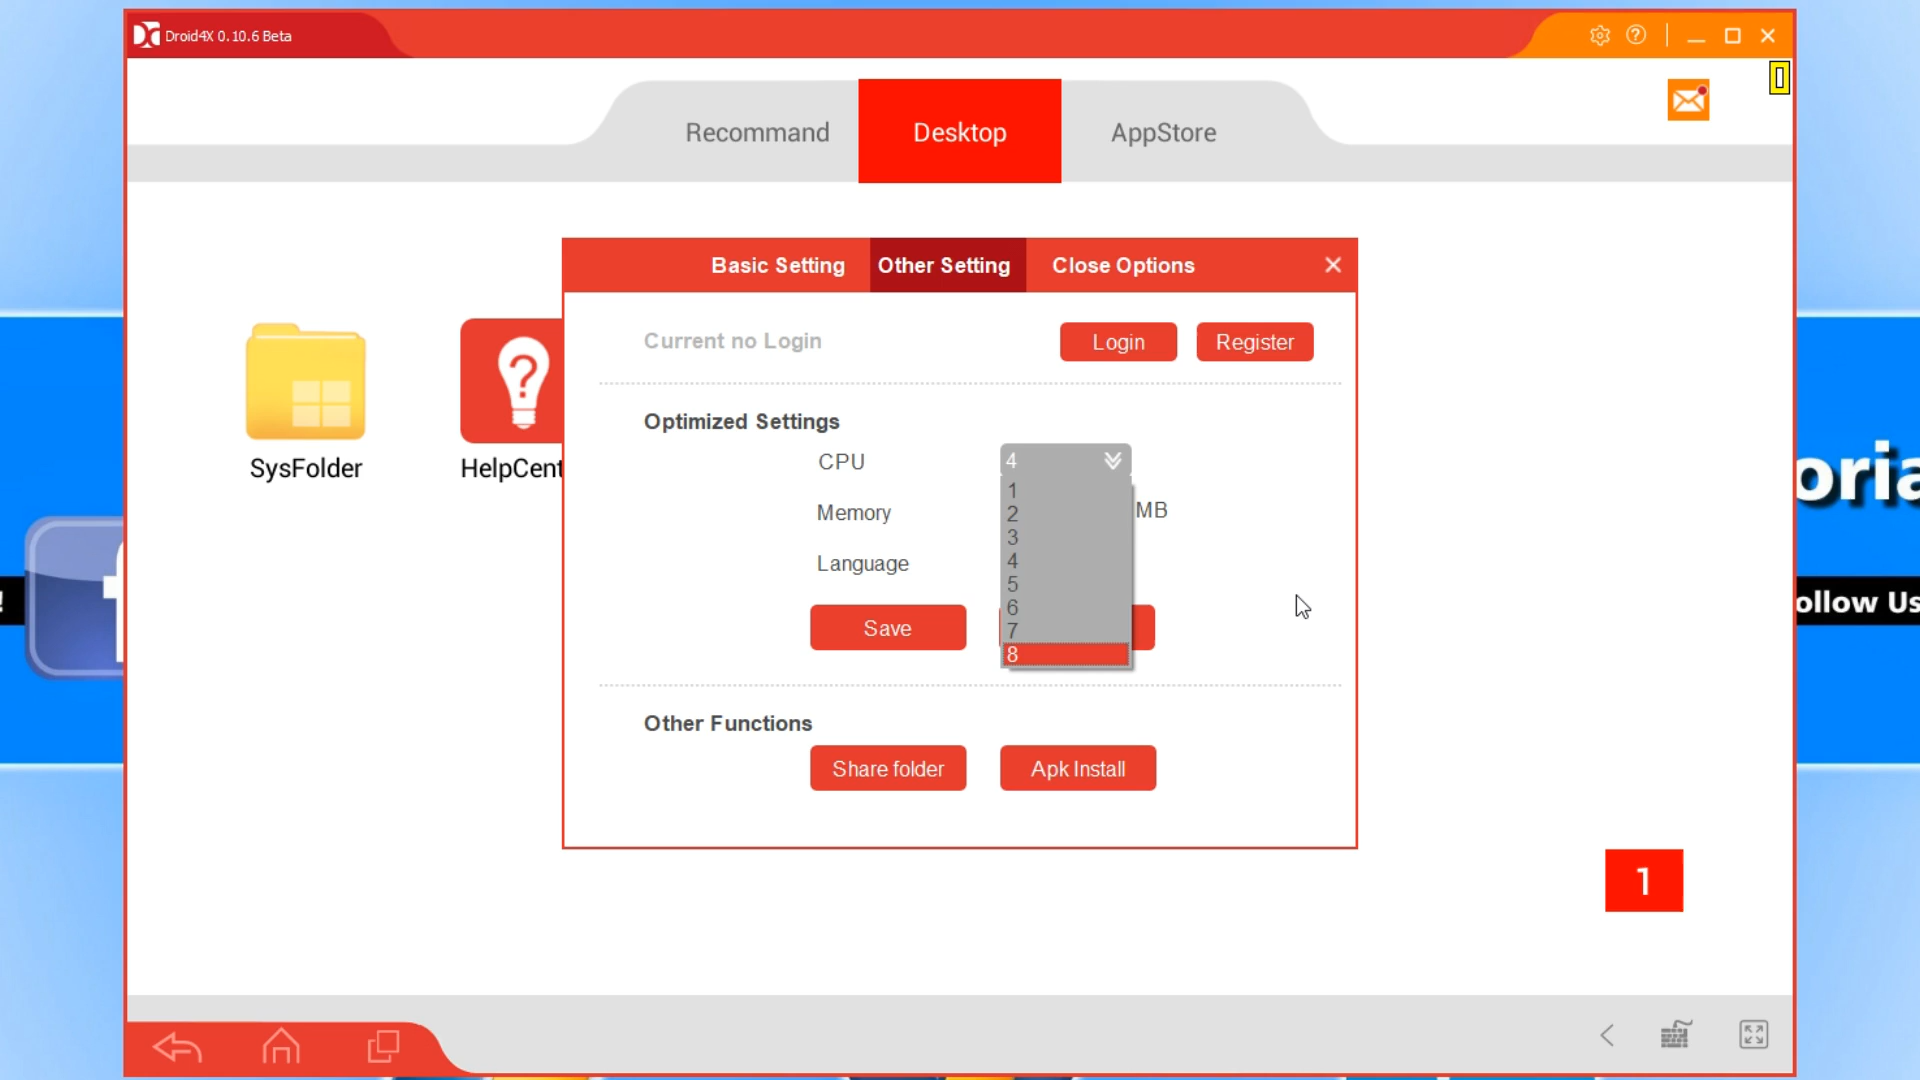 Droid4X 0.10.6 Beta
Recommand
Desktop
AppStore
Basic Setting
Other Setting
Close Options
Current no Login
Login
Register
Optimized Settings
CPU
4
1
2
3
4
5
6
7
8
Memory
MB
Language
Save
Other Functions
Share folder
Apk Install
SysFolder
HelpCent
oria
!
f
ollow Us
1